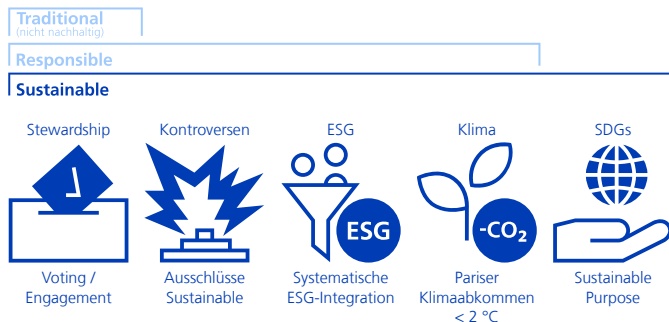 Traditional
(nicht nachhaltig)
Responsible
Sustainable
Stewardship
Kontroversen
ESG
Klima
SDGs
ESG
-CO₂
Voting /
Engagement
Ausschlüsse
Sustainable
Systematische
ESG-Integration
Pariser
Klimaabkommen
< 2 °C
Sustainable
Purpose